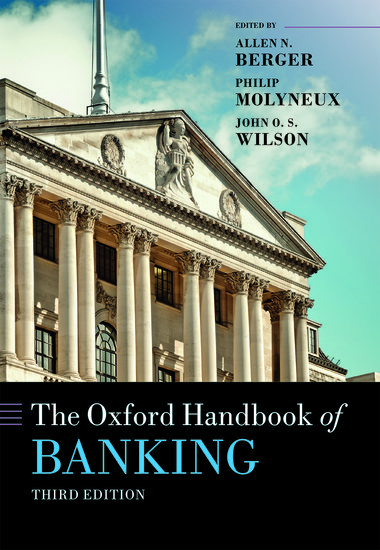 EDITED BY
ALLEN N.
BERGER
PHILIP
MOLYNEUX
JOHN O. S.
WILSON
The Oxford Handbook of
BANKING
THIRD EDITION